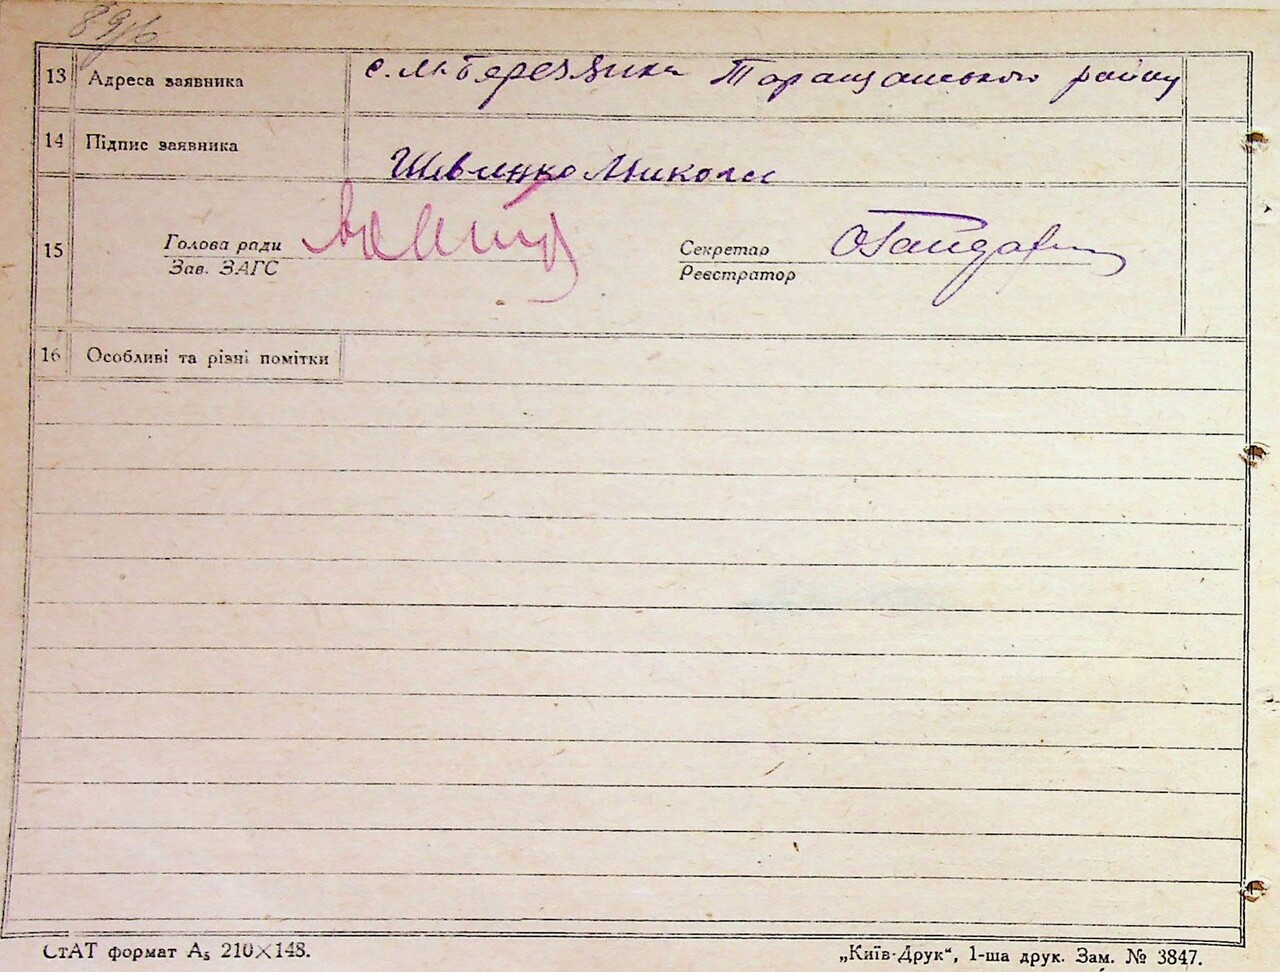 89/6
13 Адреса заявника с. М. Березянка Таращанського району
14 Підпис заявника Шевченко Микола
15 Голова ради Секретар ОГайдар
Зав. ЗАГС Реєстратор
16 Особливі та різні помітки
СтАТ формат А₅ 210×148. „Київ-Друк“, 1-ша друк. Зам. № 3847.